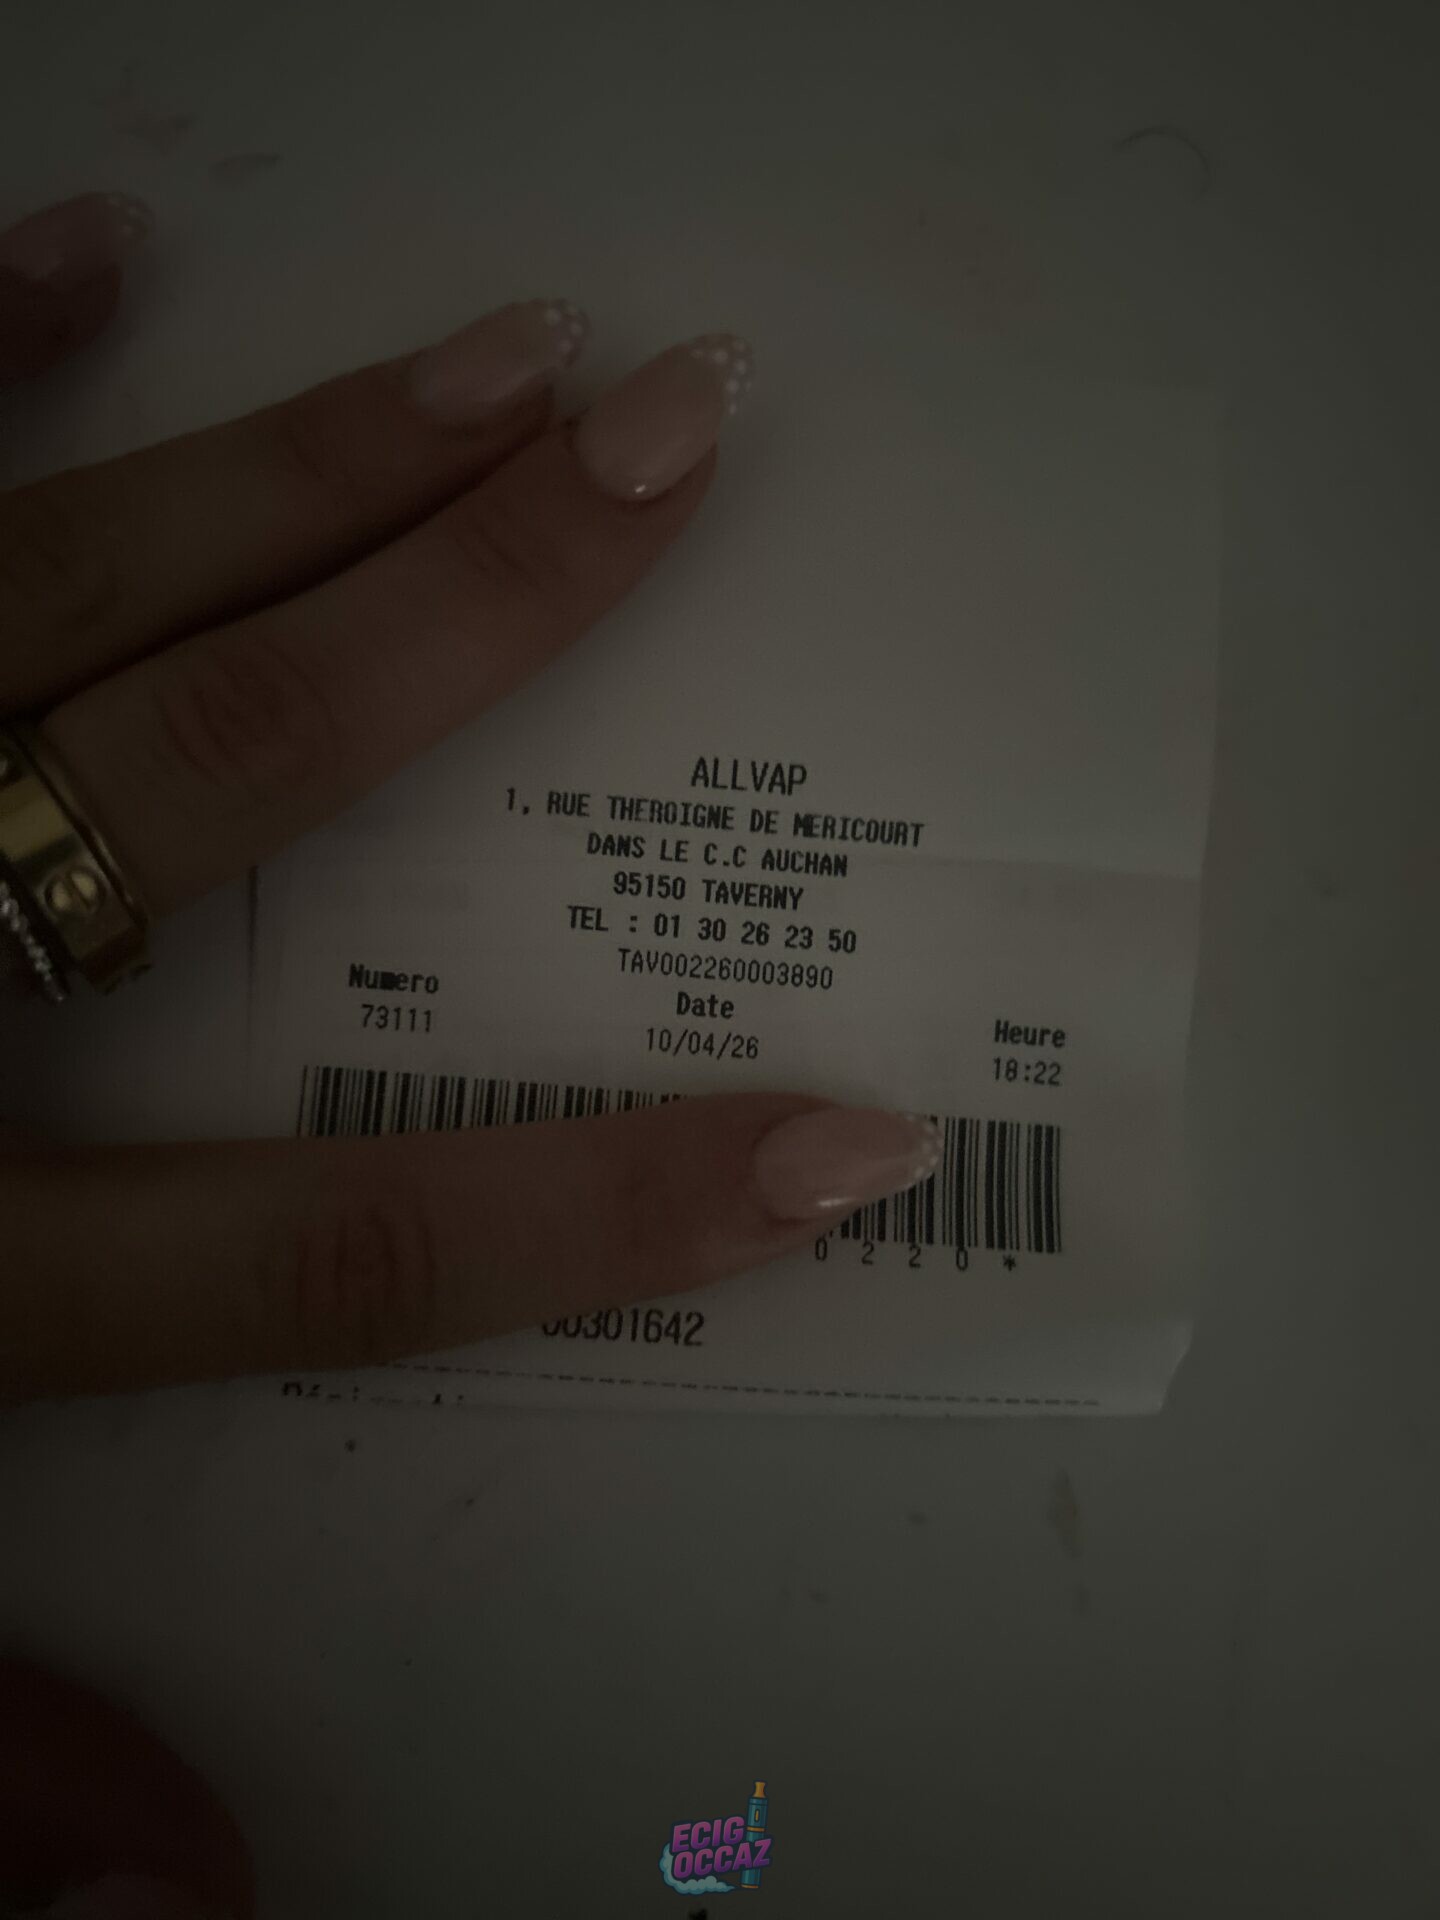 ALLVAP
1, RUE THEROIGNE DE MERICOURT
DANS LE C.C AUCHAN
95150 TAVERNY
TEL : 01 30 26 23 50
TAV002260003890
Numero Date Heure
73111 10/04/26 18:22
0 2 2 0 *
00301642
ECIG
OCCAZ